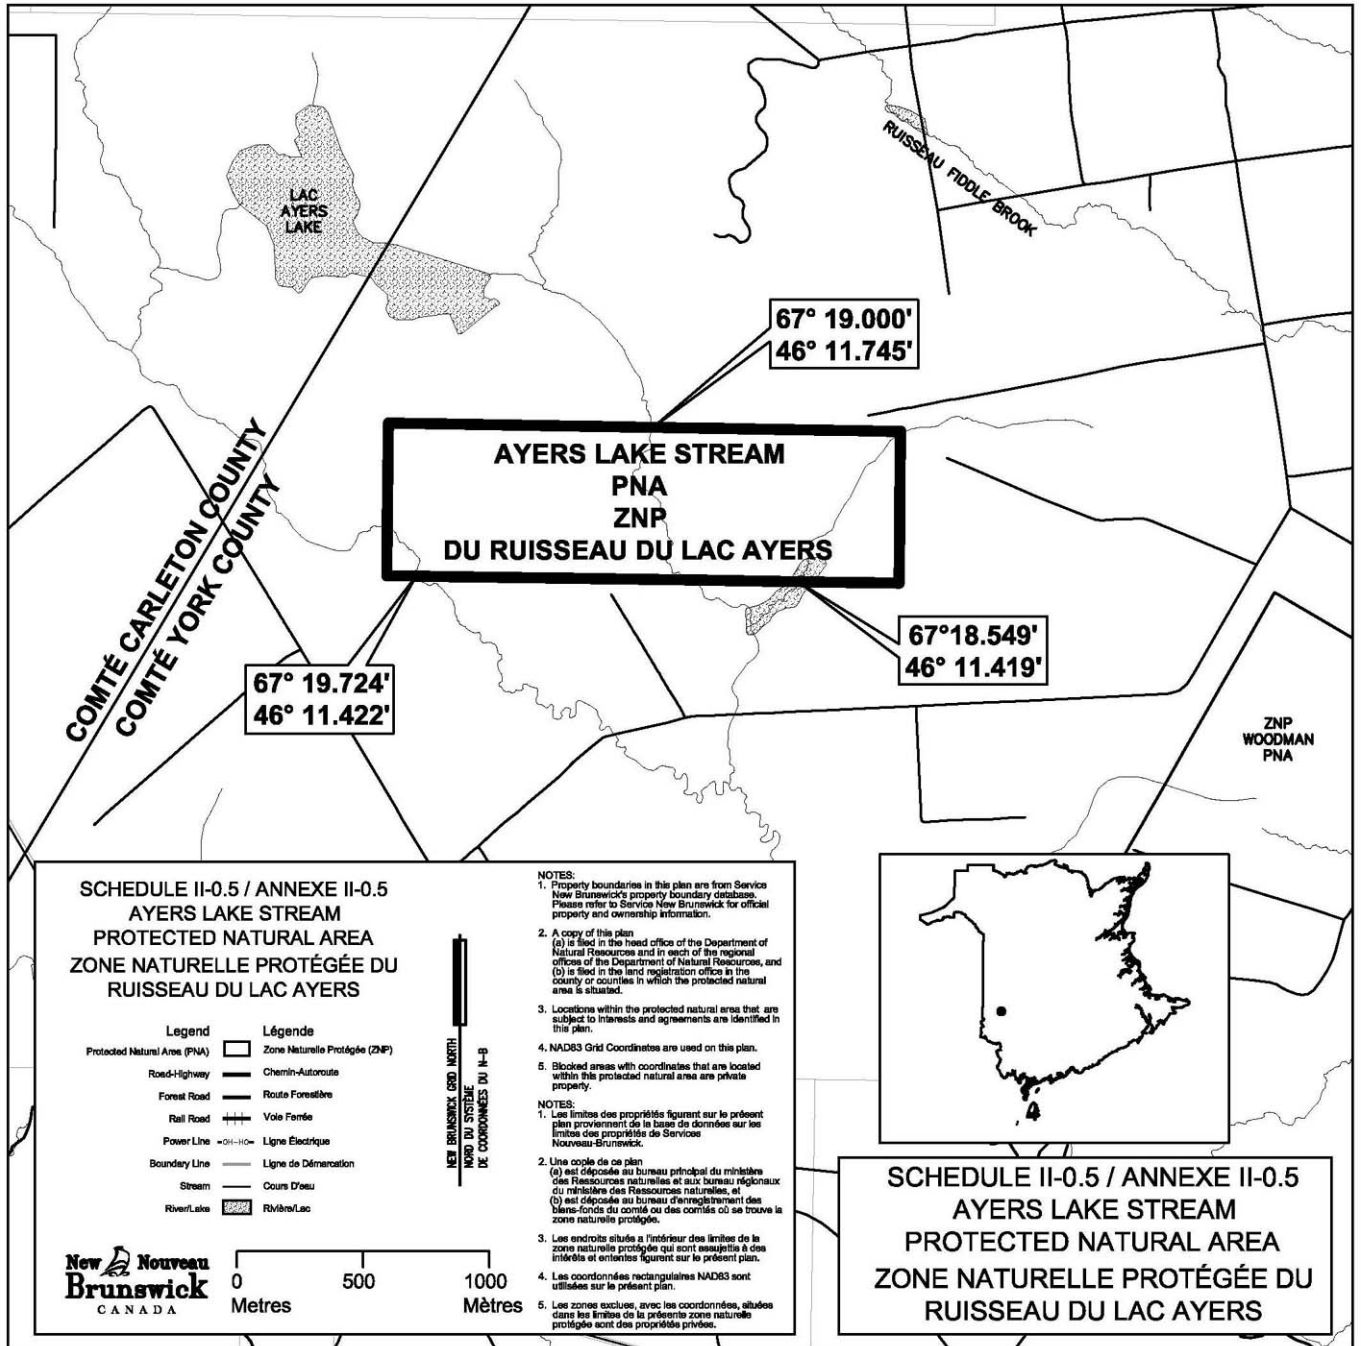 LAC
AYERS
LAKE
RUISSEAU FIDDLE BROOK
67° 19.000'
46° 11.745'
AYERS LAKE STREAM
PNA
ZNP
DU RUISSEAU DU LAC AYERS
COMTÉ CARLETON COUNTY
COMTÉ YORK COUNTY
67° 19.724'
46° 11.422'
67°18.549'
46° 11.419'
ZNP
WOODMAN
PNA
SCHEDULE II-0.5 / ANNEXE II-0.5
AYERS LAKE STREAM
PROTECTED NATURAL AREA
ZONE NATURELLE PROTÉGÉE DU
RUISSEAU DU LAC AYERS
Legend Légende
Protected Natural Area (PNA) Zone Naturelle Protégée (ZNP)
Road-Highway Chemin-Autoroute
Forest Road Route Forestière
Rail Road Voie Ferrée
Power Line -OH-HO- Ligne Électrique
Boundary Line Ligne de Démarcation
Stream Cours D'eau
River/Lake Rivière/Lac
NEW BRUNSWICK GRID NORTH
NORD DU SYSTÈME
DE COORDONNÉES DU N-B
New Nouveau
Brunswick
CANADA
0 500 1000
Metres Mètres
NOTES:
1. Property boundaries in this plan are from Service
New Brunswick's property boundary database.
Please refer to Service New Brunswick for official
property and ownership information.
2. A copy of this plan
(a) is filed in the head office of the Department of
Natural Resources and in each of the regional
offices of the Department of Natural Resources, and
(b) is filed in the land registration office in the
county or counties in which the protected natural
area is situated.
3. Locations within the protected natural area that are
subject to interests and agreements are identified in
this plan.
4. NAD83 Grid Coordinates are used on this plan.
5. Blocked areas with coordinates that are located
within this protected natural area are private
property.
NOTES:
1. Les limites des propriétés figurant sur le présent
plan proviennent de la base de données sur les
limites des propriétés de Services
Nouveau-Brunswick.
2. Une copie de ce plan
(a) est déposée au bureau principal du ministère
des Ressources naturelles et aux bureau régionaux
du ministère des Ressources naturelles, et
(b) est déposée au bureau d'enregistrement des
biens-fonds du comté ou des comtés où se trouve la
zone naturelle protégée.
3. Les endroits situés a l'intérieur des limites de la
zone naturelle protégée qui sont assujettis à des
intérêts et ententes figurent sur le présent plan.
4. Les coordonnées rectangulaires NAD83 sont
utilisées sur le présent plan.
5. Les zones exclues, avec les coordonnées, situées
dans les limites de la présente zone naturelle
protégée sont des propriétés privées.
SCHEDULE II-0.5 / ANNEXE II-0.5
AYERS LAKE STREAM
PROTECTED NATURAL AREA
ZONE NATURELLE PROTÉGÉE DU
RUISSEAU DU LAC AYERS